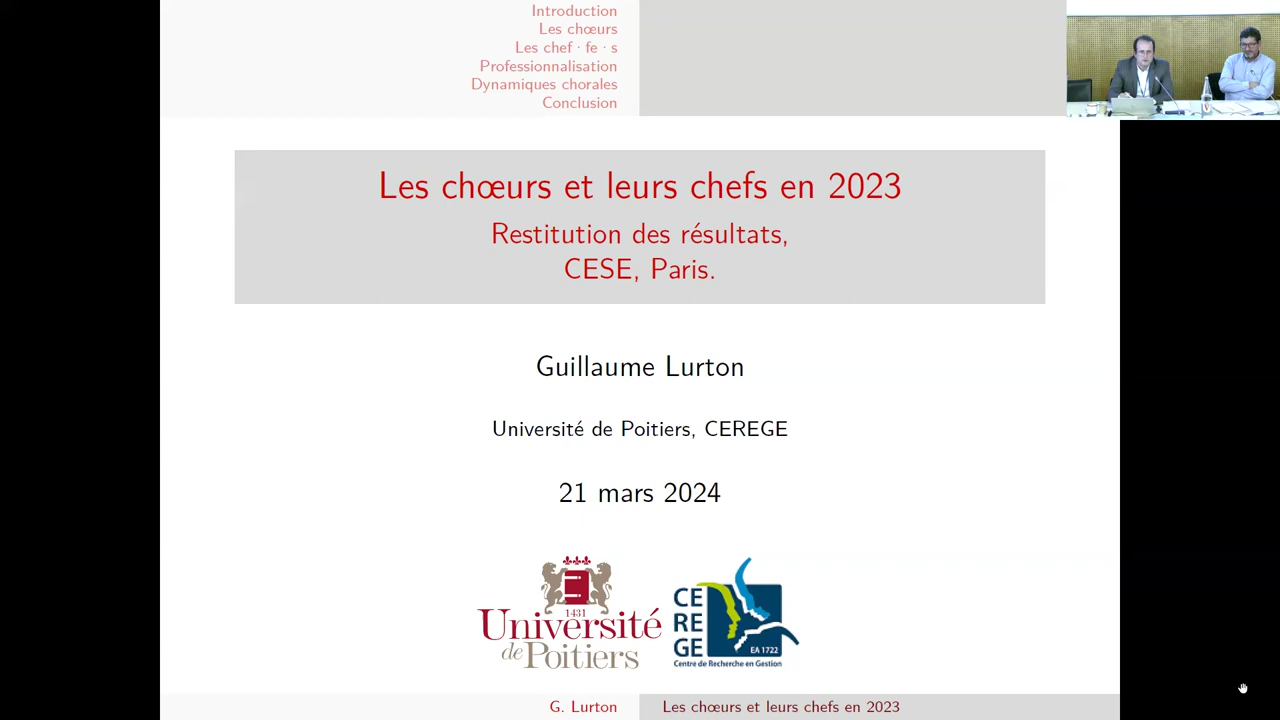 Introduction
Les chœurs
Les chef · fe · s
Professionnalisation
Dynamiques chorales
Conclusion
Les chœurs et leurs chefs en 2023
Restitution des résultats,
CESE, Paris.
Guillaume Lurton
Université de Poitiers, CEREGE
21 mars 2024
1431
Université
de Poitiers
CE
RE
GE
EA 1722
Centre de Recherche en Gestion
G. Lurton
Les chœurs et leurs chefs en 2023